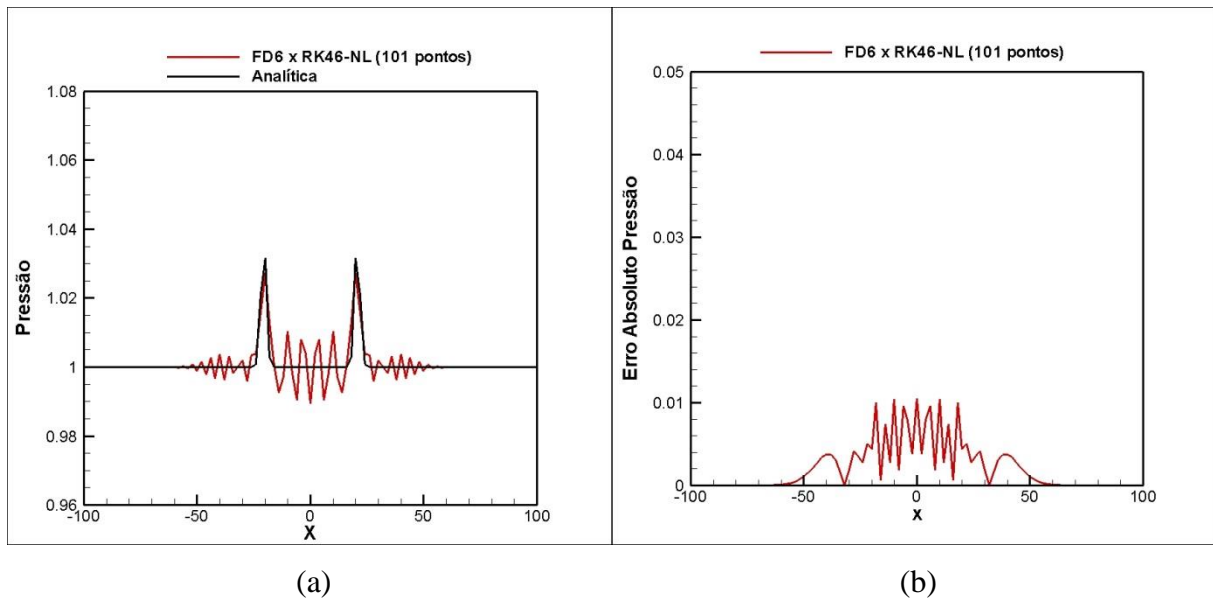 FD6 x RK46-NL (101 pontos)
Analítica
1.08
1.06
1.04
1.02
1
0.98
0.96
Pressão
-100
-50
0
50
100
X
FD6 x RK46-NL (101 pontos)
0.05
0.04
0.03
0.02
0.01
0
Erro Absoluto Pressão
-100
-50
0
50
100
X
(a)
(b)